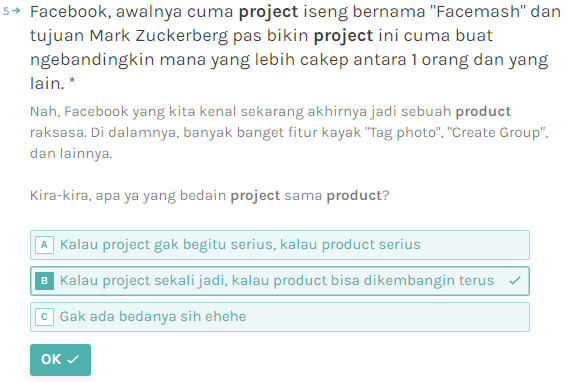 5→ Facebook, awalnya cuma project iseng bernama "Facemash" dan
tujuan Mark Zuckerberg pas bikin project ini cuma buat
ngebandingkin mana yang lebih cakep antara 1 orang dan yang
lain. *
Nah, Facebook yang kita kenal sekarang akhirnya jadi sebuah product
raksasa. Di dalamnya, banyak banget fitur kayak "Tag photo", "Create Group",
dan lainnya.
Kira-kira, apa ya yang bedain project sama product?
A Kalau project gak begitu serius, kalau product serius
B Kalau project sekali jadi, kalau product bisa dikembangin terus
C Gak ada bedanya sih ehehe
OK